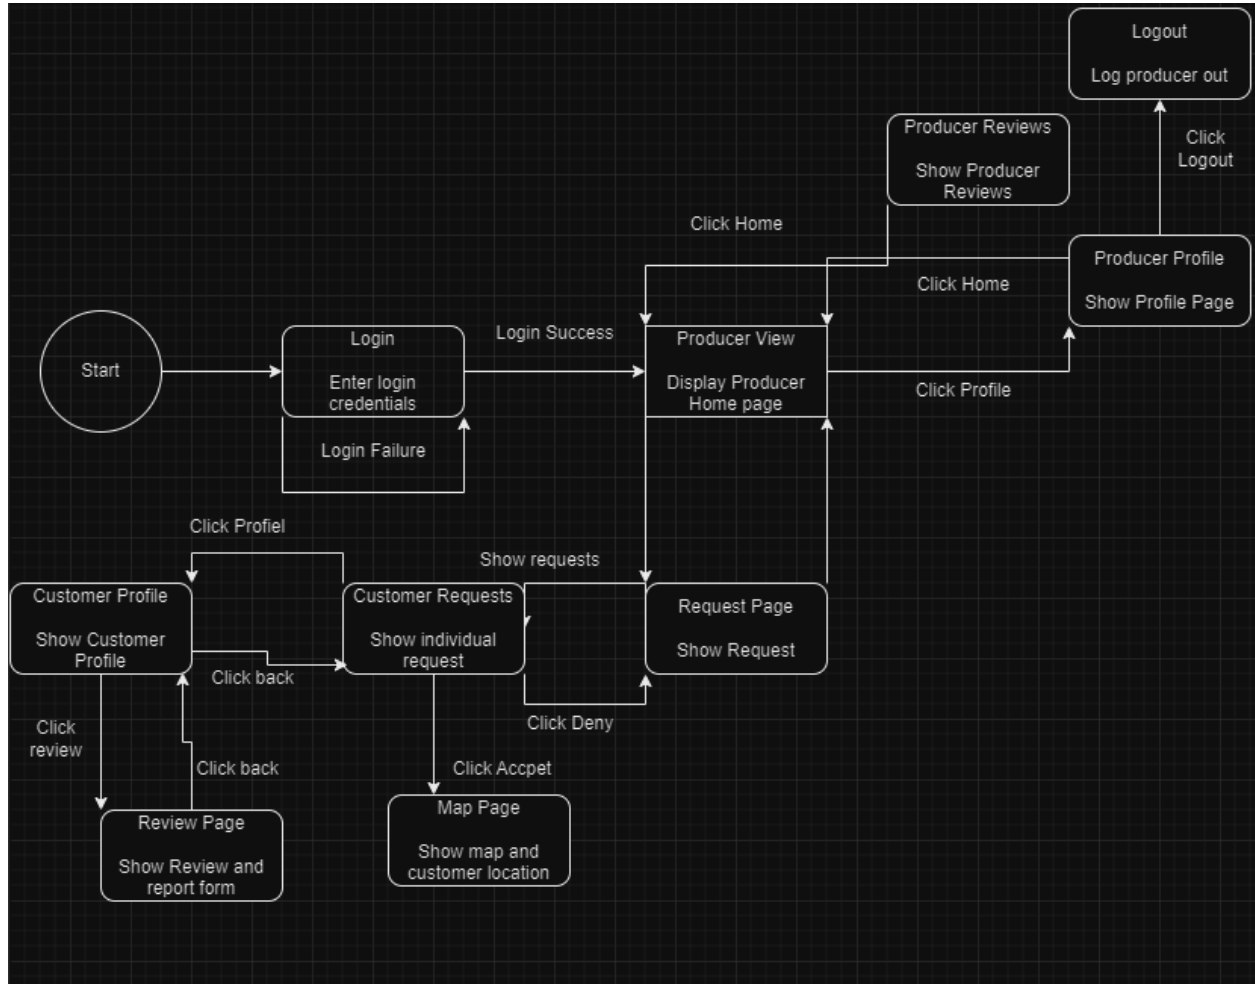 Logout
Log producer out
Click
Logout
Producer Reviews
Show Producer
Reviews
Click Home
Producer Profile
Show Profile Page
Click Home
Start
Login
Enter login
credentials
Login Success
Producer View
Display Producer
Home page
Click Profile
Login Failure
Click Profiel
Show requests
Customer Profile
Show Customer
Profile
Customer Requests
Show individual
request
Request Page
Show Request
Click back
Click Deny
Click
review
Click back
Click Accpet
Review Page
Show Review and
report form
Map Page
Show map and
customer location